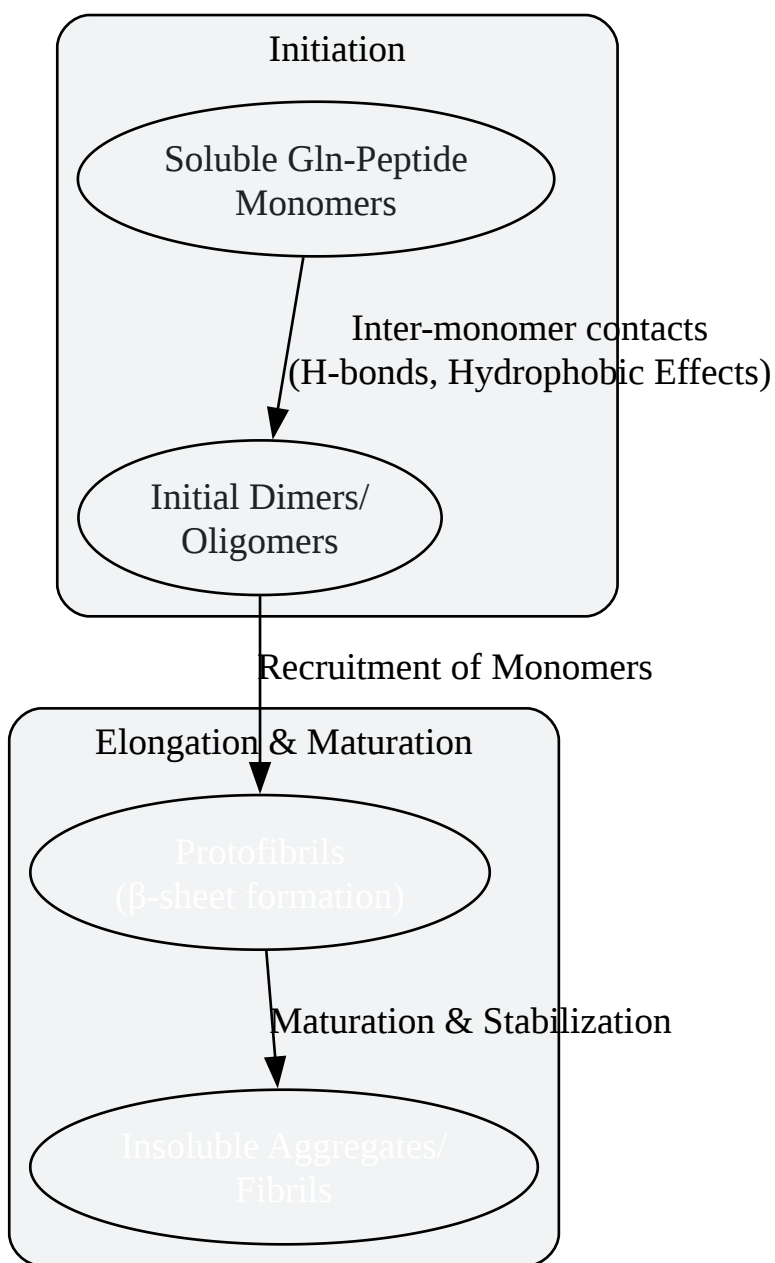 Initiation
Soluble Gln-Peptide
Monomers
Inter-monomer contacts
(H-bonds, Hydrophobic Effects)
Initial Dimers/
Oligomers
Recruitment of Monomers
Elongation & Maturation
Protofibrils
(β-sheet formation)
Maturation & Stabilization
Insoluble Aggregates/
Fibrils